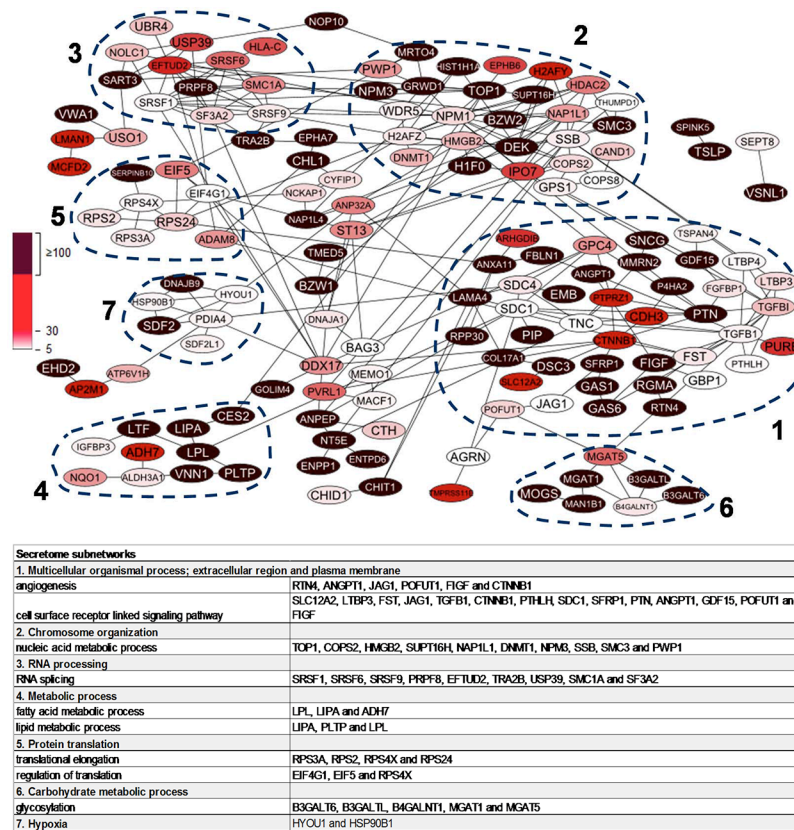 NOP10
UBR4
3
USP39
2
NOLC1
SRSF6
HLA-C
MRTO4
EFTUD2
PWP1
HIST1H1A
EPHB6
H2AFY
SART3
PRPF8
SMC1A
NPM3
GRWD1
TOP1
SUPT16H
HDAC2
SRSF1
SF3A2
SRSF9
WDR5
NPM1
BZW2
NAP1L1
THUMPD1
VWA1
SMC3
LMAN1
USO1
TRA2B
EPHA7
H2AFZ
HMGB2
DEK
SSB
SPINK5
TSLP
SEPT8
MCFD2
CHL1
DNMT1
H1F0
IPO7
COPS2
CAND1
SERPINB10
EIF5
EIF4G1
NCKAP1
CYFIP1
GPS1
COPS8
VSNL1
5
RPS4X
RPS2
RPS24
NAP1L4
ANP32A
RPS3A
ADAM8
ST13
ARHGDIB
GPC4
SNCG
TSPAN4
≥100
TMED5
ANXA11
FBLN1
MMRN2
GDF15
LTBP4
7
DNAJB9
HYOU1
HSP90B1
BZW1
LAMA4
SDC4
EMB
ANGPT1
P4HA2
FGFBP1
LTBP3
PTPRZ1
PTN
TGFBI
SDF2
PDIA4
DNAJA1
SDC1
CDH3
SDF2L1
BAG3
RPP30
PIP
TNC
CTNNB1
TGFB1
PURB
30
5
EHD2
ATP6V1H
DDX17
MEMO1
COL17A1
DSC3
SFRP1
FIGF
FST
PTHLH
AP2M1
GOLIM4
PVRL1
MACF1
SLC12A2
GAS1
RGMA
GBP1
POFUT1
JAG1
GAS6
RTN4
1
CES2
LTF
LIPA
ANPEP
CTH
IGFBP3
ADH7
LPL
NT5E
AGRN
MGAT5
4
NQO1
ALDH3A1
VNN1
PLTP
ENPP1
ENTPD6
MGAT1
B3GALTL
CHID1
CHIT1
TMPRSS11D
MOGS
MAN1B1
B4GALNT1
B3GALT6
6
Secretome subnetworks
1. Multicellular organismal process; extracellular region and plasma membrane
angiogenesis RTN4, ANGPT1, JAG1, POFUT1, FIGF and CTNNB1
SLC12A2, LTBP3, FST, JAG1, TGFB1, CTNNB1, PTHLH, SDC1, SFRP1, PTN, ANGPT1, GDF15, POFUT1 an
cell surface receptor linked signaling pathway FIGF
2. Chromosome organization
nucleic acid metabolic process TOP1, COPS2, HMGB2, SUPT16H, NAP1L1, DNMT1, NPM3, SSB, SMC3 and PWP1
3. RNA processing
RNA splicing SRSF1, SRSF6, SRSF9, PRPF8, EFTUD2, TRA2B, USP39, SMC1A and SF3A2
4. Metabolic process
fatty acid metabolic process LPL, LIPA and ADH7
lipid metabolic process LIPA, PLTP and LPL
5. Protein translation
translational elongation RPS3A, RPS2, RPS4X and RPS24
regulation of translation EIF4G1, EIF5 and RPS4X
6. Carbohydrate metabolic process
glycosylation B3GALT6, B3GALTL, B4GALNT1, MGAT1 and MGAT5
7. Hypoxia HYOU1 and HSP90B1